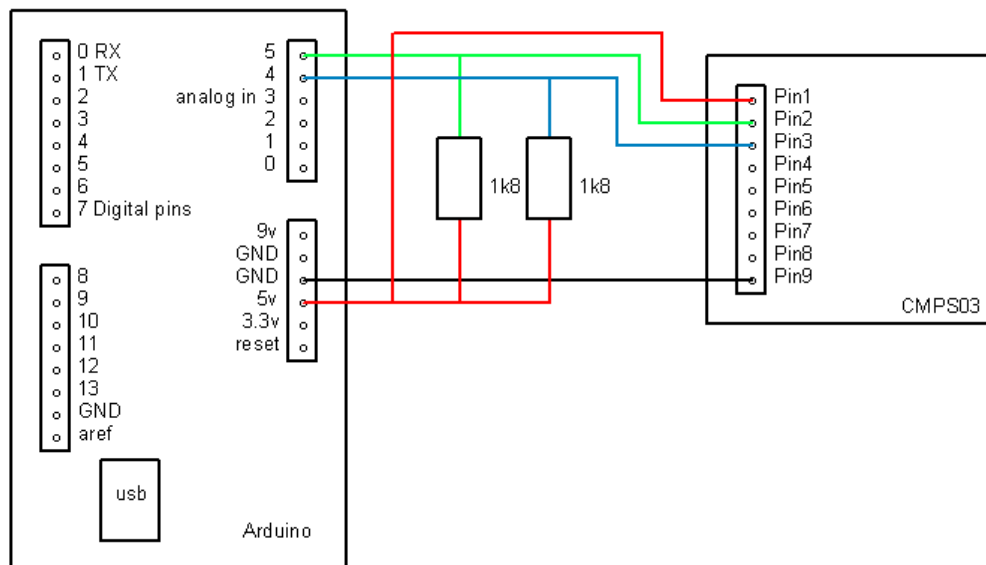 0 RX
1 TX
2
3
4
5
6
7 Digital pins
8
9
10
11
12
13
GND
aref
usb
5
4
analog in 3
2
1
0
9v
GND
GND
5v
3.3v
reset
Arduino
1k8
1k8
Pin1
Pin2
Pin3
Pin4
Pin5
Pin6
Pin7
Pin8
Pin9
CMPS03